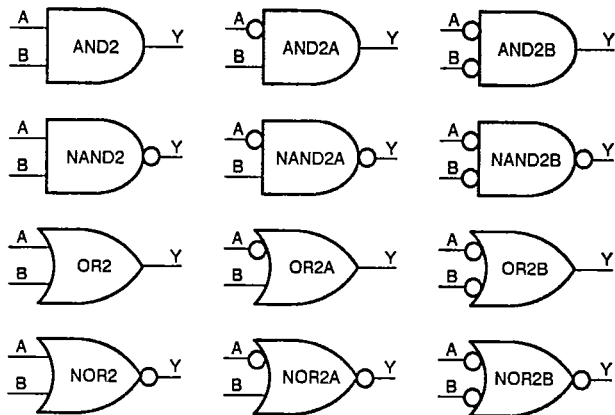 A AND2 Y
B
A AND2A Y
B
A AND2B Y
B
A NAND2 Y
B
A NAND2A Y
B
A NAND2B Y
B
A OR2 Y
B
A OR2A Y
B
A OR2B Y
B
A NOR2 Y
B
A NOR2A Y
B
A NOR2B Y
B